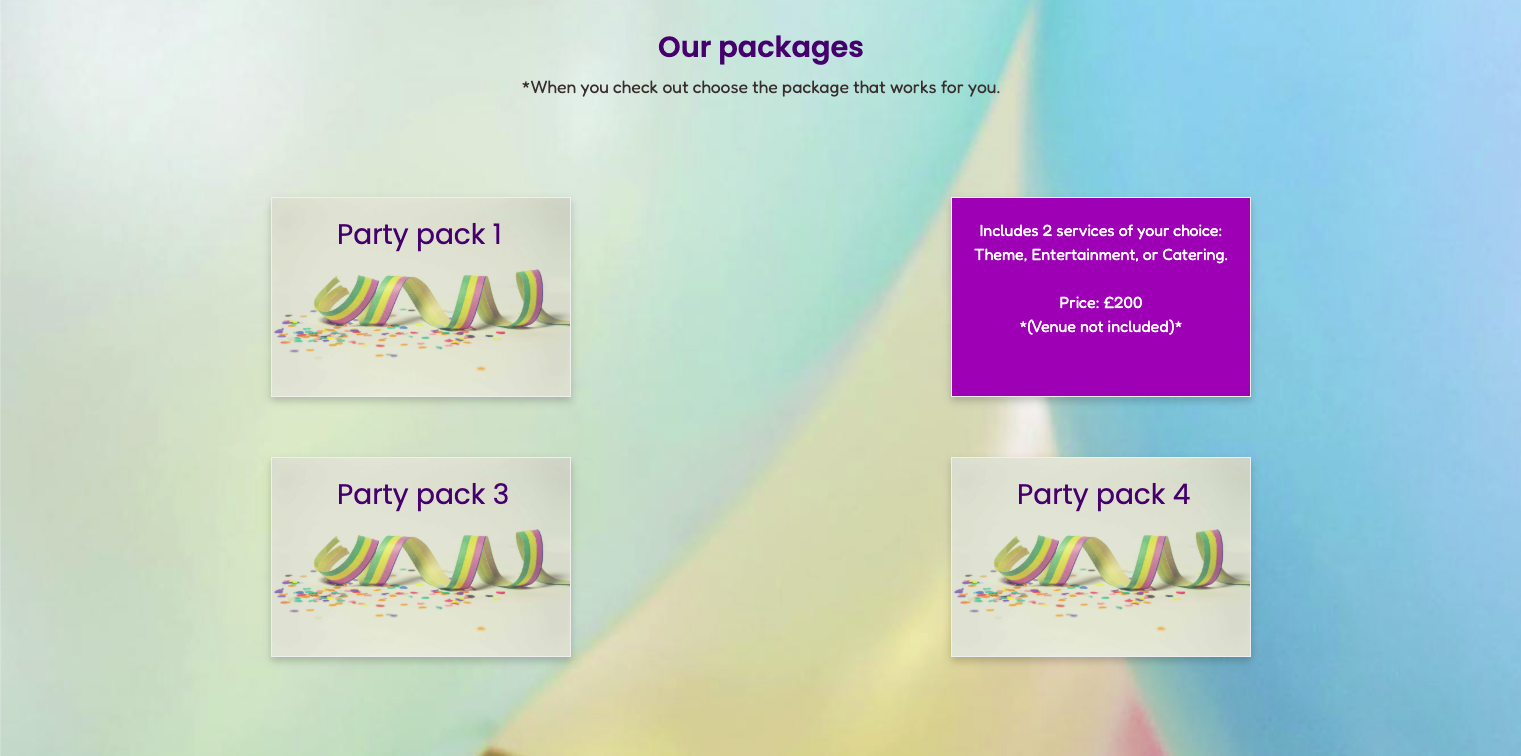 Our packages
*When you check out choose the package that works for you.
Party pack 1
Includes 2 services of your choice:
Theme, Entertainment, or Catering.
Price: £200
*(Venue not included)*
Party pack 3
Party pack 4